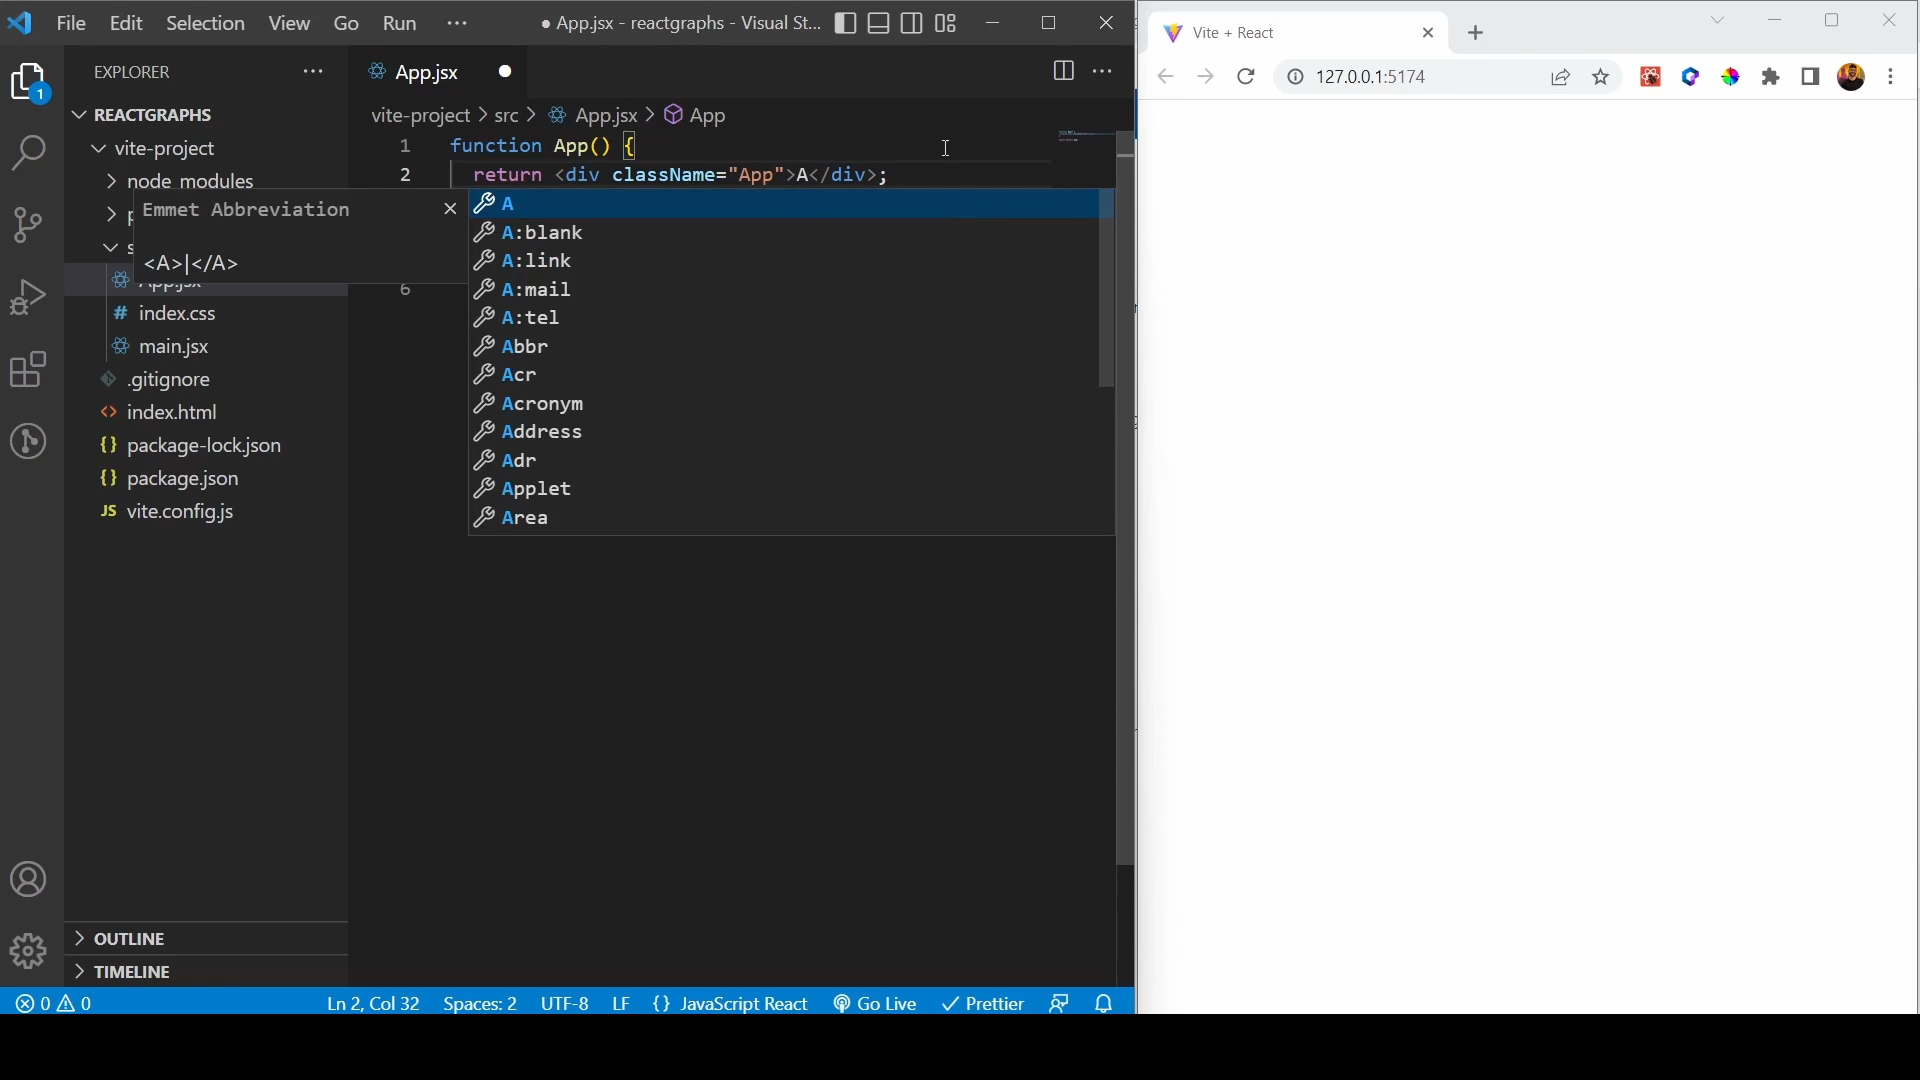 File Edit Selection View Go Run ··· ● App.jsx - reactgraphs - Visual St...
Vite + React
127.0.0.1:5174
EXPLORER
1
REACTGRAPHS
vite-project
node_modules
index.css
main.jsx
.gitignore
index.html
package-lock.json
package.json
JS vite.config.js
OUTLINE
TIMELINE
App.jsx
vite-project > src > App.jsx > App
1 function App() {
2 return <div className="App">A</div>;
6
Emmet Abbreviation
<A>|</A>
A
A:blank
A:link
A:mail
A:tel
Abbr
Acr
Acronym
Address
Adr
Applet
Area
0 0 Ln 2, Col 32 Spaces: 2 UTF-8 LF {} JavaScript React Go Live Prettier